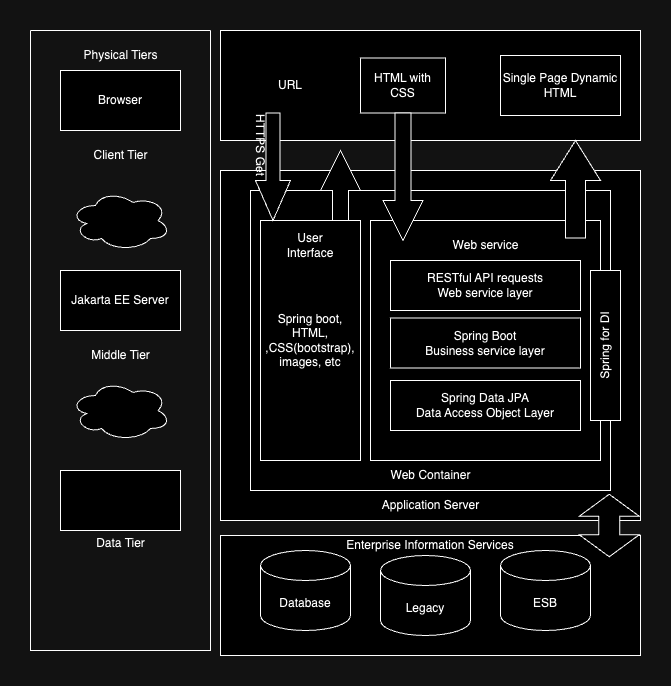 Physical Tiers
Browser
Client Tier
Jakarta EE Server
Middle Tier
Data Tier
URL
HTML with
CSS
Single Page Dynamic
HTML
HTTPS Get
User
Interface
Spring boot,
HTML,
,CSS(bootstrap),
images, etc
Web service
RESTful API requests
Web service layer
Spring Boot
Business service layer
Spring Data JPA
Data Access Object Layer
Spring for DI
Web Container
Application Server
Enterprise Information Services
Database
Legacy
ESB